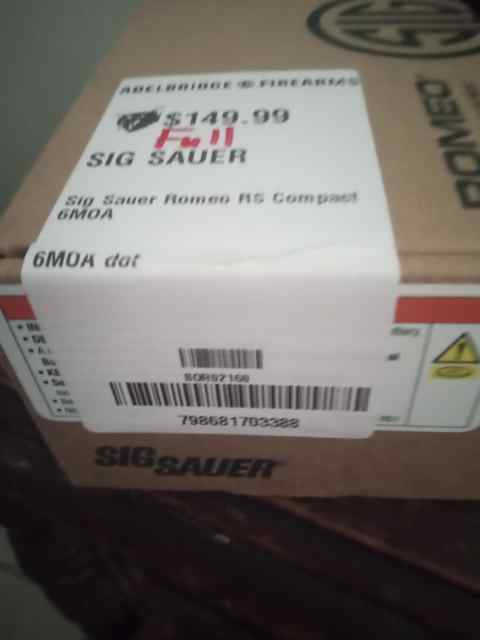 SIG
ROMEO
ADELBRIDGE FIREARMS
$149.99
Full
SIG SAUER
Sig Sauer Romeo RS Compact
6MOA
6MOA dot
798681703388
SIG SAUER